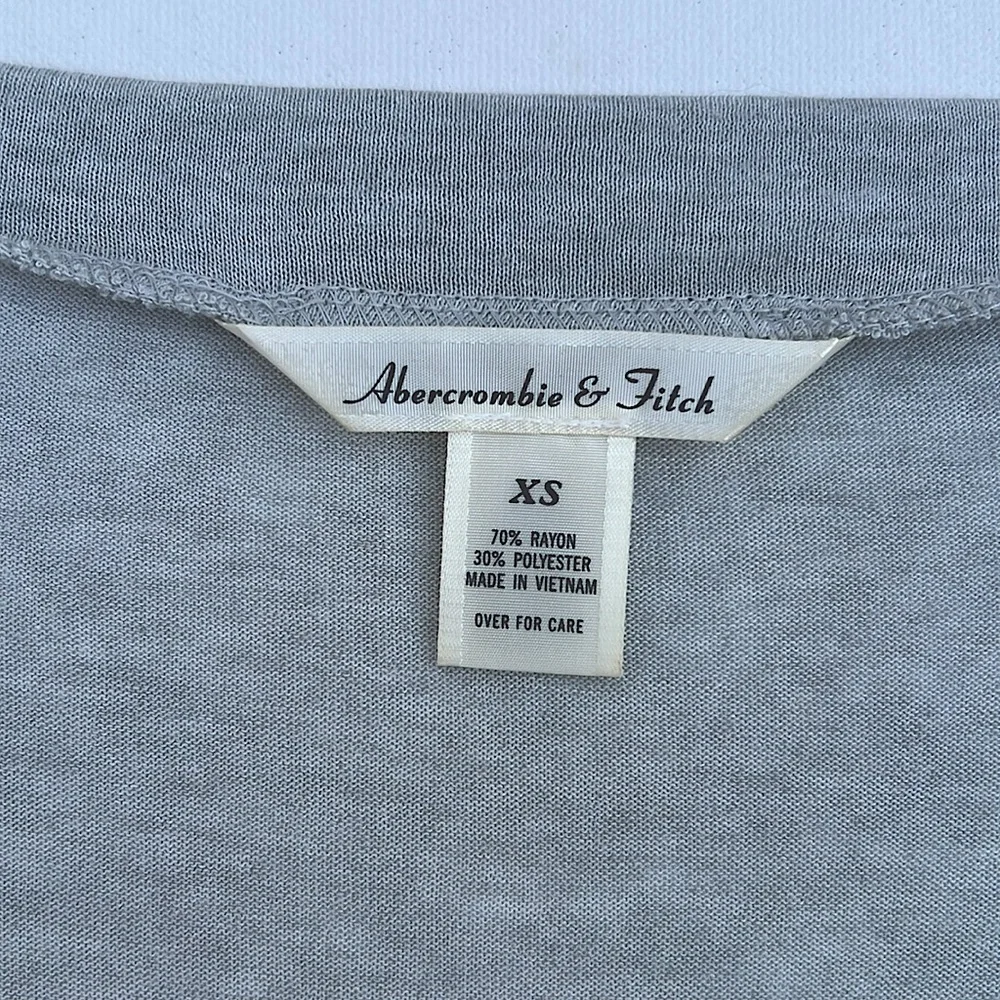 Abercrombie & Fitch
XS
70% RAYON
30% POLYESTER
MADE IN VIETNAM
OVER FOR CARE